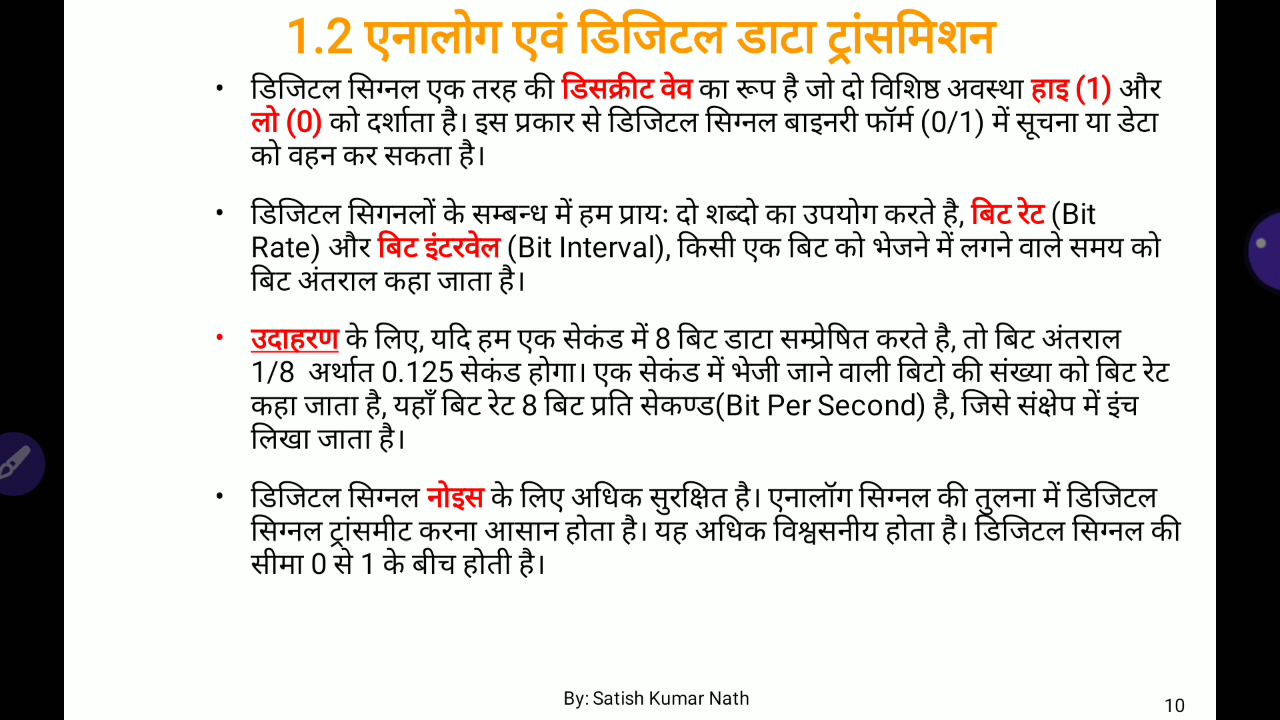 1.2 एनालोग एवं डिजिटल डाटा ट्रांसमिशन
• डिजिटल सिग्नल एक तरह की डिसक्रीट वेव का रूप है जो दो विशिष्ठ अवस्था हाइ (1) और
लो (0) को दर्शाता है। इस प्रकार से डिजिटल सिग्नल बाइनरी फॉर्म (0/1) में सूचना या डेटा
को वहन कर सकता है।
• डिजिटल सिगनलों के सम्बन्ध में हम प्रायः दो शब्दो का उपयोग करते है, बिट रेट (Bit
Rate) और बिट इंटरवेल (Bit Interval), किसी एक बिट को भेजने में लगने वाले समय को
बिट अंतराल कहा जाता है।
• उदाहरण के लिए, यदि हम एक सेकंड में 8 बिट डाटा सम्प्रेषित करते है, तो बिट अंतराल
1/8 अर्थात 0.125 सेकंड होगा। एक सेकंड में भेजी जाने वाली बिटो की संख्या को बिट रेट
कहा जाता है, यहाँ बिट रेट 8 बिट प्रति सेकण्ड(Bit Per Second) है, जिसे संक्षेप में इंच
लिखा जाता है।
• डिजिटल सिग्नल नोइस के लिए अधिक सुरक्षित है। एनालॉग सिग्नल की तुलना में डिजिटल
सिग्नल ट्रांसमीट करना आसान होता है। यह अधिक विश्वसनीय होता है। डिजिटल सिग्नल की
सीमा 0 से 1 के बीच होती है।
By: Satish Kumar Nath
10